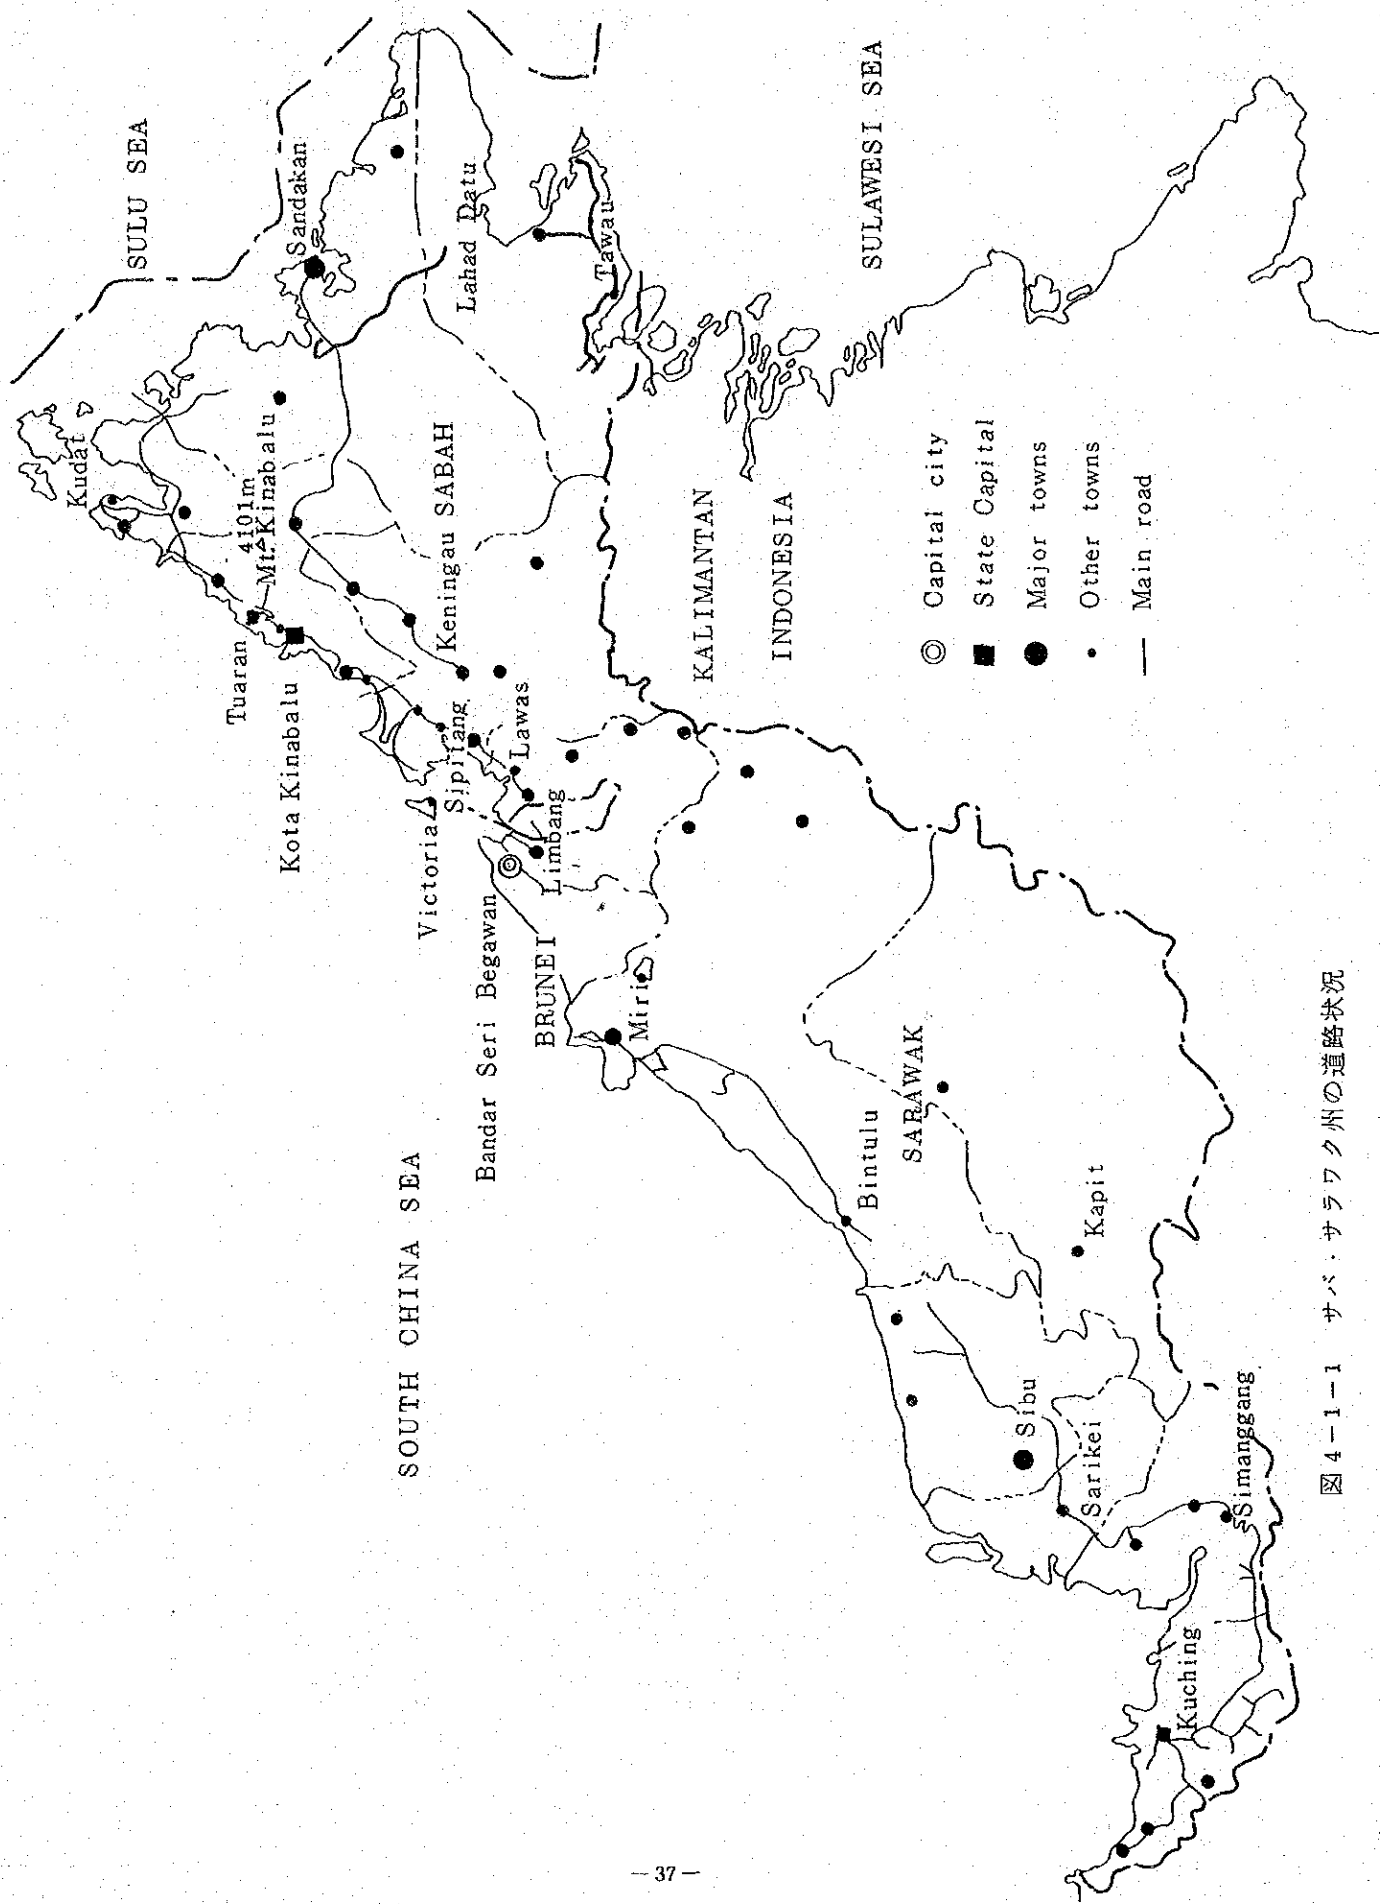 SULU SEA
Kudat
Sandakan
4101m
Mt. Kinabalu
Tuaran
Kota Kinabalu
Keningau
SABAH
Lahad Datu
Tawau
SULAWESI SEA
Victoria
Sipitang
Lawas
Limbang
Bandar Seri Begawan
BRUNEI
Miri
KALIMANTAN
INDONESIA
SOUTH CHINA SEA
Bintulu
SARAWAK
Kapit
Sibu
Sarikei
Simanggang
Kuching
Capital city
State Capital
Major towns
Other towns
Main road
図4-1-1 サバ・サラワク州の道路状況
— 37 —